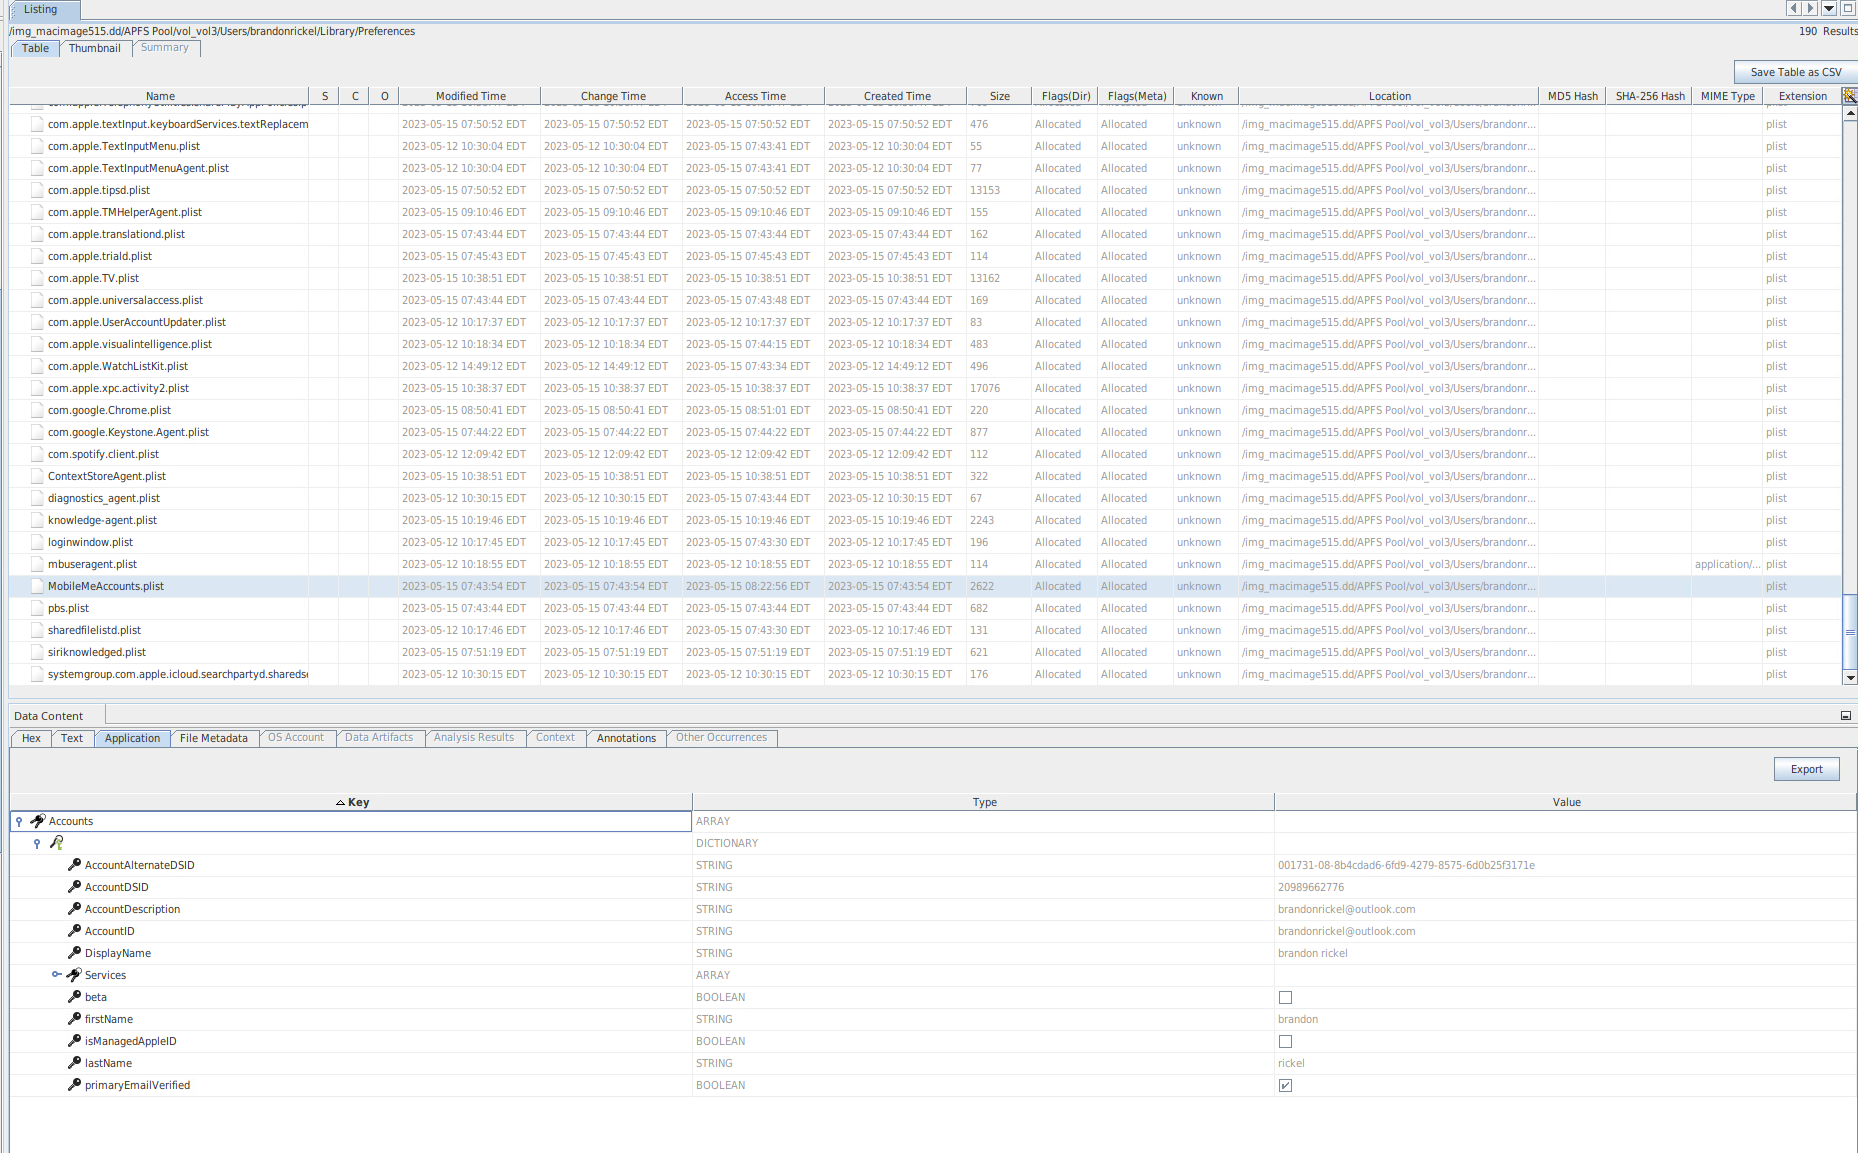 Listing
/img_macimage515.dd/APFS Pool/vol_vol3/Users/brandonrickel/Library/Preferences
190 Results
Table Thumbnail Summary
Save Table as CSV
Name S C O Modified Time Change Time Access Time Created Time Size Flags(Dir) Flags(Meta) Known Location MD5 Hash SHA-256 Hash MIME Type Extension
com.apple.textInput.keyboardServices.textReplacem 2023-05-15 07:50:52 EDT 2023-05-15 07:50:52 EDT 2023-05-15 07:50:52 EDT 2023-05-15 07:50:52 EDT 476 Allocated Allocated unknown /img_macimage515.dd/APFS Pool/vol_vol3/Users/brandonr... plist
com.apple.TextInputMenu.plist 2023-05-12 10:30:04 EDT 2023-05-12 10:30:04 EDT 2023-05-15 07:43:41 EDT 2023-05-12 10:30:04 EDT 55 Allocated Allocated unknown /img_macimage515.dd/APFS Pool/vol_vol3/Users/brandonr... plist
com.apple.TextInputMenuAgent.plist 2023-05-12 10:30:04 EDT 2023-05-12 10:30:04 EDT 2023-05-15 07:43:41 EDT 2023-05-12 10:30:04 EDT 77 Allocated Allocated unknown /img_macimage515.dd/APFS Pool/vol_vol3/Users/brandonr... plist
com.apple.tipsd.plist 2023-05-15 07:50:52 EDT 2023-05-15 07:50:52 EDT 2023-05-15 07:50:52 EDT 2023-05-15 07:50:52 EDT 13153 Allocated Allocated unknown /img_macimage515.dd/APFS Pool/vol_vol3/Users/brandonr... plist
com.apple.TMHelperAgent.plist 2023-05-15 09:10:46 EDT 2023-05-15 09:10:46 EDT 2023-05-15 09:10:46 EDT 2023-05-15 09:10:46 EDT 155 Allocated Allocated unknown /img_macimage515.dd/APFS Pool/vol_vol3/Users/brandonr... plist
com.apple.translationd.plist 2023-05-15 07:43:44 EDT 2023-05-15 07:43:44 EDT 2023-05-15 07:43:44 EDT 2023-05-15 07:43:44 EDT 162 Allocated Allocated unknown /img_macimage515.dd/APFS Pool/vol_vol3/Users/brandonr... plist
com.apple.triald.plist 2023-05-15 07:45:43 EDT 2023-05-15 07:45:43 EDT 2023-05-15 07:45:43 EDT 2023-05-15 07:45:43 EDT 114 Allocated Allocated unknown /img_macimage515.dd/APFS Pool/vol_vol3/Users/brandonr... plist
com.apple.TV.plist 2023-05-15 10:38:51 EDT 2023-05-15 10:38:51 EDT 2023-05-15 10:38:51 EDT 2023-05-15 10:38:51 EDT 13162 Allocated Allocated unknown /img_macimage515.dd/APFS Pool/vol_vol3/Users/brandonr... plist
com.apple.universalaccess.plist 2023-05-15 07:43:44 EDT 2023-05-15 07:43:44 EDT 2023-05-15 07:43:48 EDT 2023-05-15 07:43:44 EDT 169 Allocated Allocated unknown /img_macimage515.dd/APFS Pool/vol_vol3/Users/brandonr... plist
com.apple.UserAccountUpdater.plist 2023-05-12 10:17:37 EDT 2023-05-12 10:17:37 EDT 2023-05-12 10:17:37 EDT 2023-05-12 10:17:37 EDT 83 Allocated Allocated unknown /img_macimage515.dd/APFS Pool/vol_vol3/Users/brandonr... plist
com.apple.visualintelligence.plist 2023-05-12 10:18:34 EDT 2023-05-12 10:18:34 EDT 2023-05-15 07:44:15 EDT 2023-05-12 10:18:34 EDT 483 Allocated Allocated unknown /img_macimage515.dd/APFS Pool/vol_vol3/Users/brandonr... plist
com.apple.WatchListKit.plist 2023-05-12 14:49:12 EDT 2023-05-12 14:49:12 EDT 2023-05-15 07:43:34 EDT 2023-05-12 14:49:12 EDT 496 Allocated Allocated unknown /img_macimage515.dd/APFS Pool/vol_vol3/Users/brandonr... plist
com.apple.xpc.activity2.plist 2023-05-15 10:38:37 EDT 2023-05-15 10:38:37 EDT 2023-05-15 10:38:37 EDT 2023-05-15 10:38:37 EDT 17076 Allocated Allocated unknown /img_macimage515.dd/APFS Pool/vol_vol3/Users/brandonr... plist
com.google.Chrome.plist 2023-05-15 08:50:41 EDT 2023-05-15 08:50:41 EDT 2023-05-15 08:51:01 EDT 2023-05-15 08:50:41 EDT 220 Allocated Allocated unknown /img_macimage515.dd/APFS Pool/vol_vol3/Users/brandonr... plist
com.google.Keystone.Agent.plist 2023-05-15 07:44:22 EDT 2023-05-15 07:44:22 EDT 2023-05-15 07:44:22 EDT 2023-05-15 07:44:22 EDT 877 Allocated Allocated unknown /img_macimage515.dd/APFS Pool/vol_vol3/Users/brandonr... plist
com.spotify.client.plist 2023-05-12 12:09:42 EDT 2023-05-12 12:09:42 EDT 2023-05-12 12:09:42 EDT 2023-05-12 12:09:42 EDT 112 Allocated Allocated unknown /img_macimage515.dd/APFS Pool/vol_vol3/Users/brandonr... plist
ContextStoreAgent.plist 2023-05-15 10:38:51 EDT 2023-05-15 10:38:51 EDT 2023-05-15 10:38:51 EDT 2023-05-15 10:38:51 EDT 322 Allocated Allocated unknown /img_macimage515.dd/APFS Pool/vol_vol3/Users/brandonr... plist
diagnostics_agent.plist 2023-05-12 10:30:15 EDT 2023-05-12 10:30:15 EDT 2023-05-15 07:43:44 EDT 2023-05-12 10:30:15 EDT 67 Allocated Allocated unknown /img_macimage515.dd/APFS Pool/vol_vol3/Users/brandonr... plist
knowledge-agent.plist 2023-05-15 10:19:46 EDT 2023-05-15 10:19:46 EDT 2023-05-15 10:19:46 EDT 2023-05-15 10:19:46 EDT 2243 Allocated Allocated unknown /img_macimage515.dd/APFS Pool/vol_vol3/Users/brandonr... plist
loginwindow.plist 2023-05-12 10:17:45 EDT 2023-05-12 10:17:45 EDT 2023-05-15 07:43:30 EDT 2023-05-12 10:17:45 EDT 196 Allocated Allocated unknown /img_macimage515.dd/APFS Pool/vol_vol3/Users/brandonr... plist
mbuseragent.plist 2023-05-12 10:18:55 EDT 2023-05-12 10:18:55 EDT 2023-05-12 10:18:55 EDT 2023-05-12 10:18:55 EDT 114 Allocated Allocated unknown /img_macimage515.dd/APFS Pool/vol_vol3/Users/brandonr... application/... plist
MobileMeAccounts.plist 2023-05-15 07:43:54 EDT 2023-05-15 07:43:54 EDT 2023-05-15 08:22:56 EDT 2023-05-15 07:43:54 EDT 2622 Allocated Allocated unknown /img_macimage515.dd/APFS Pool/vol_vol3/Users/brandonr... plist
pbs.plist 2023-05-15 07:43:44 EDT 2023-05-15 07:43:44 EDT 2023-05-15 07:43:44 EDT 2023-05-15 07:43:44 EDT 682 Allocated Allocated unknown /img_macimage515.dd/APFS Pool/vol_vol3/Users/brandonr... plist
sharedfilelistd.plist 2023-05-12 10:17:46 EDT 2023-05-12 10:17:46 EDT 2023-05-15 07:43:30 EDT 2023-05-12 10:17:46 EDT 131 Allocated Allocated unknown /img_macimage515.dd/APFS Pool/vol_vol3/Users/brandonr... plist
siriknowledged.plist 2023-05-15 07:51:19 EDT 2023-05-15 07:51:19 EDT 2023-05-15 07:51:19 EDT 2023-05-15 07:51:19 EDT 621 Allocated Allocated unknown /img_macimage515.dd/APFS Pool/vol_vol3/Users/brandonr... plist
systemgroup.com.apple.icloud.searchpartyd.sharedse 2023-05-12 10:30:15 EDT 2023-05-12 10:30:15 EDT 2023-05-12 10:30:15 EDT 2023-05-12 10:30:15 EDT 176 Allocated Allocated unknown /img_macimage515.dd/APFS Pool/vol_vol3/Users/brandonr... plist
Data Content
Hex Text Application File Metadata OS Account Data Artifacts Analysis Results Context Annotations Other Occurrences
Export
Key Type Value
Accounts ARRAY
DICTIONARY
AccountAlternateDSID STRING 001731-08-8b4cdad6-6fd9-4279-8575-6d0b25f3171e
AccountDSID STRING 20989662776
AccountDescription STRING brandonrickel@outlook.com
AccountID STRING brandonrickel@outlook.com
DisplayName STRING brandon rickel
Services ARRAY
beta BOOLEAN
firstName STRING brandon
isManagedAppleID BOOLEAN
lastName STRING rickel
primaryEmailVerified BOOLEAN